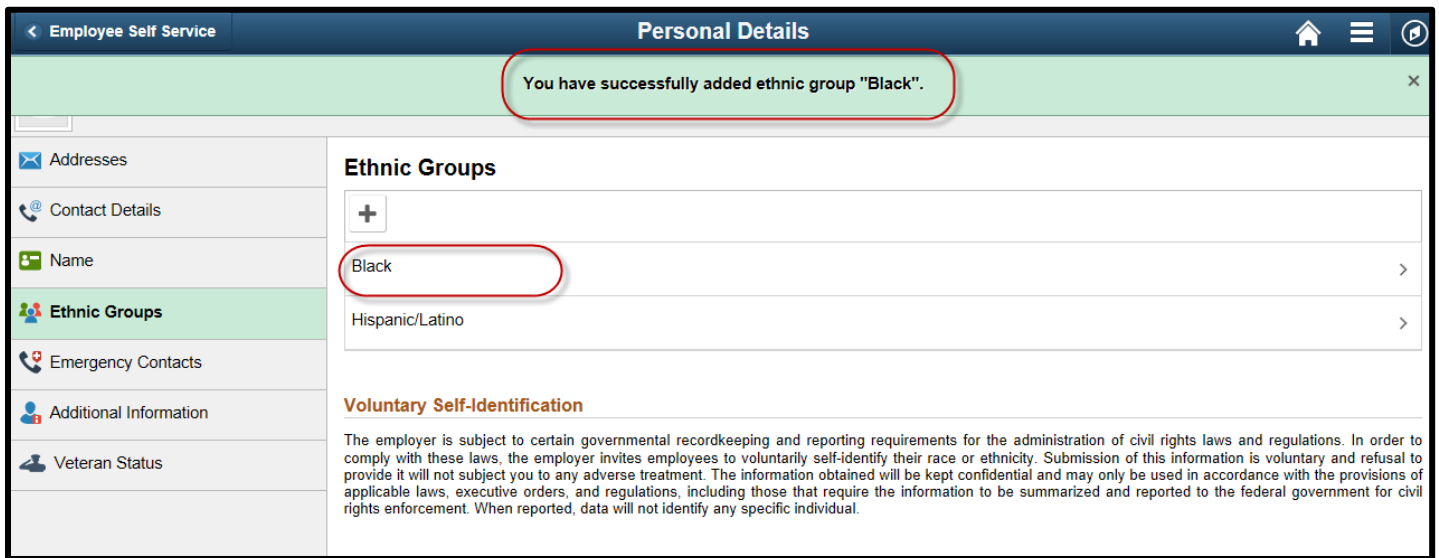 Employee Self Service
Personal Details
You have successfully added ethnic group "Black".
Addresses
Contact Details
Name
Ethnic Groups
Emergency Contacts
Additional Information
Veteran Status
Ethnic Groups
Black
Hispanic/Latino
Voluntary Self-Identification
The employer is subject to certain governmental recordkeeping and reporting requirements for the administration of civil rights laws and regulations. In order to
comply with these laws, the employer invites employees to voluntarily self-identify their race or ethnicity. Submission of this information is voluntary and refusal to
provide it will not subject you to any adverse treatment. The information obtained will be kept confidential and may only be used in accordance with the provisions of
applicable laws, executive orders, and regulations, including those that require the information to be summarized and reported to the federal government for civil
rights enforcement. When reported, data will not identify any specific individual.